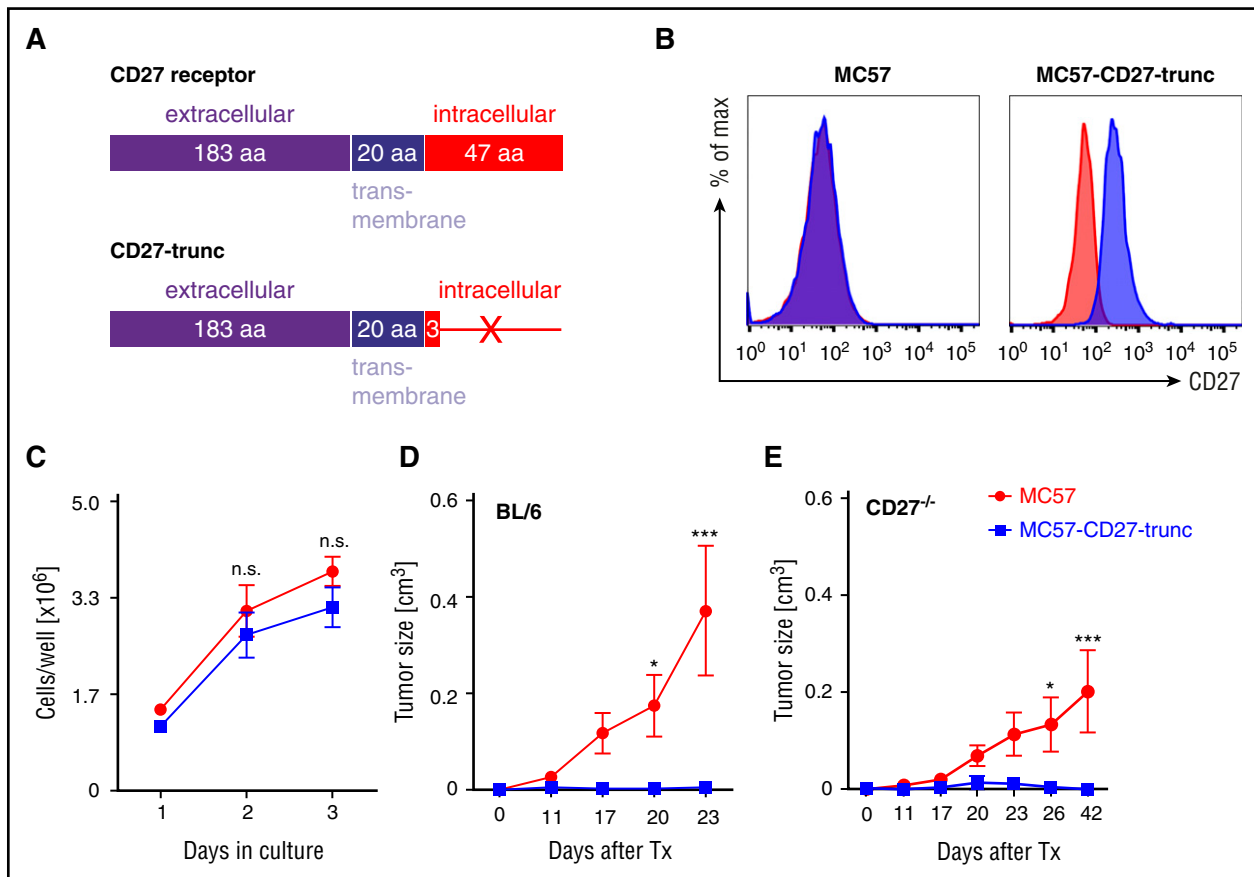 A
CD27 receptor
extracellular intracellular
183 aa 20 aa 47 aa
trans-
membrane
CD27-trunc
extracellular intracellular
183 aa 20 aa 3 X
trans-
membrane
B
MC57 MC57-CD27-trunc
% of max
10⁰ 10¹ 10² 10³ 10⁴ 10⁵ 10⁰ 10¹ 10² 10³ 10⁴ 10⁵
CD27
C
5.0
3.3
1.7
0
Cells/well [x10⁶]
n.s. n.s.
1 2 3
Days in culture
D
BL/6
0.6
0.4
0.2
0
Tumor size [cm³]
* ***
0 11 17 20 23
Days after Tx
E
CD27⁻/⁻
MC57
MC57-CD27-trunc
0.6
0.4
0.2
0
Tumor size [cm³]
* ***
0 11 17 20 23 26 42
Days after Tx